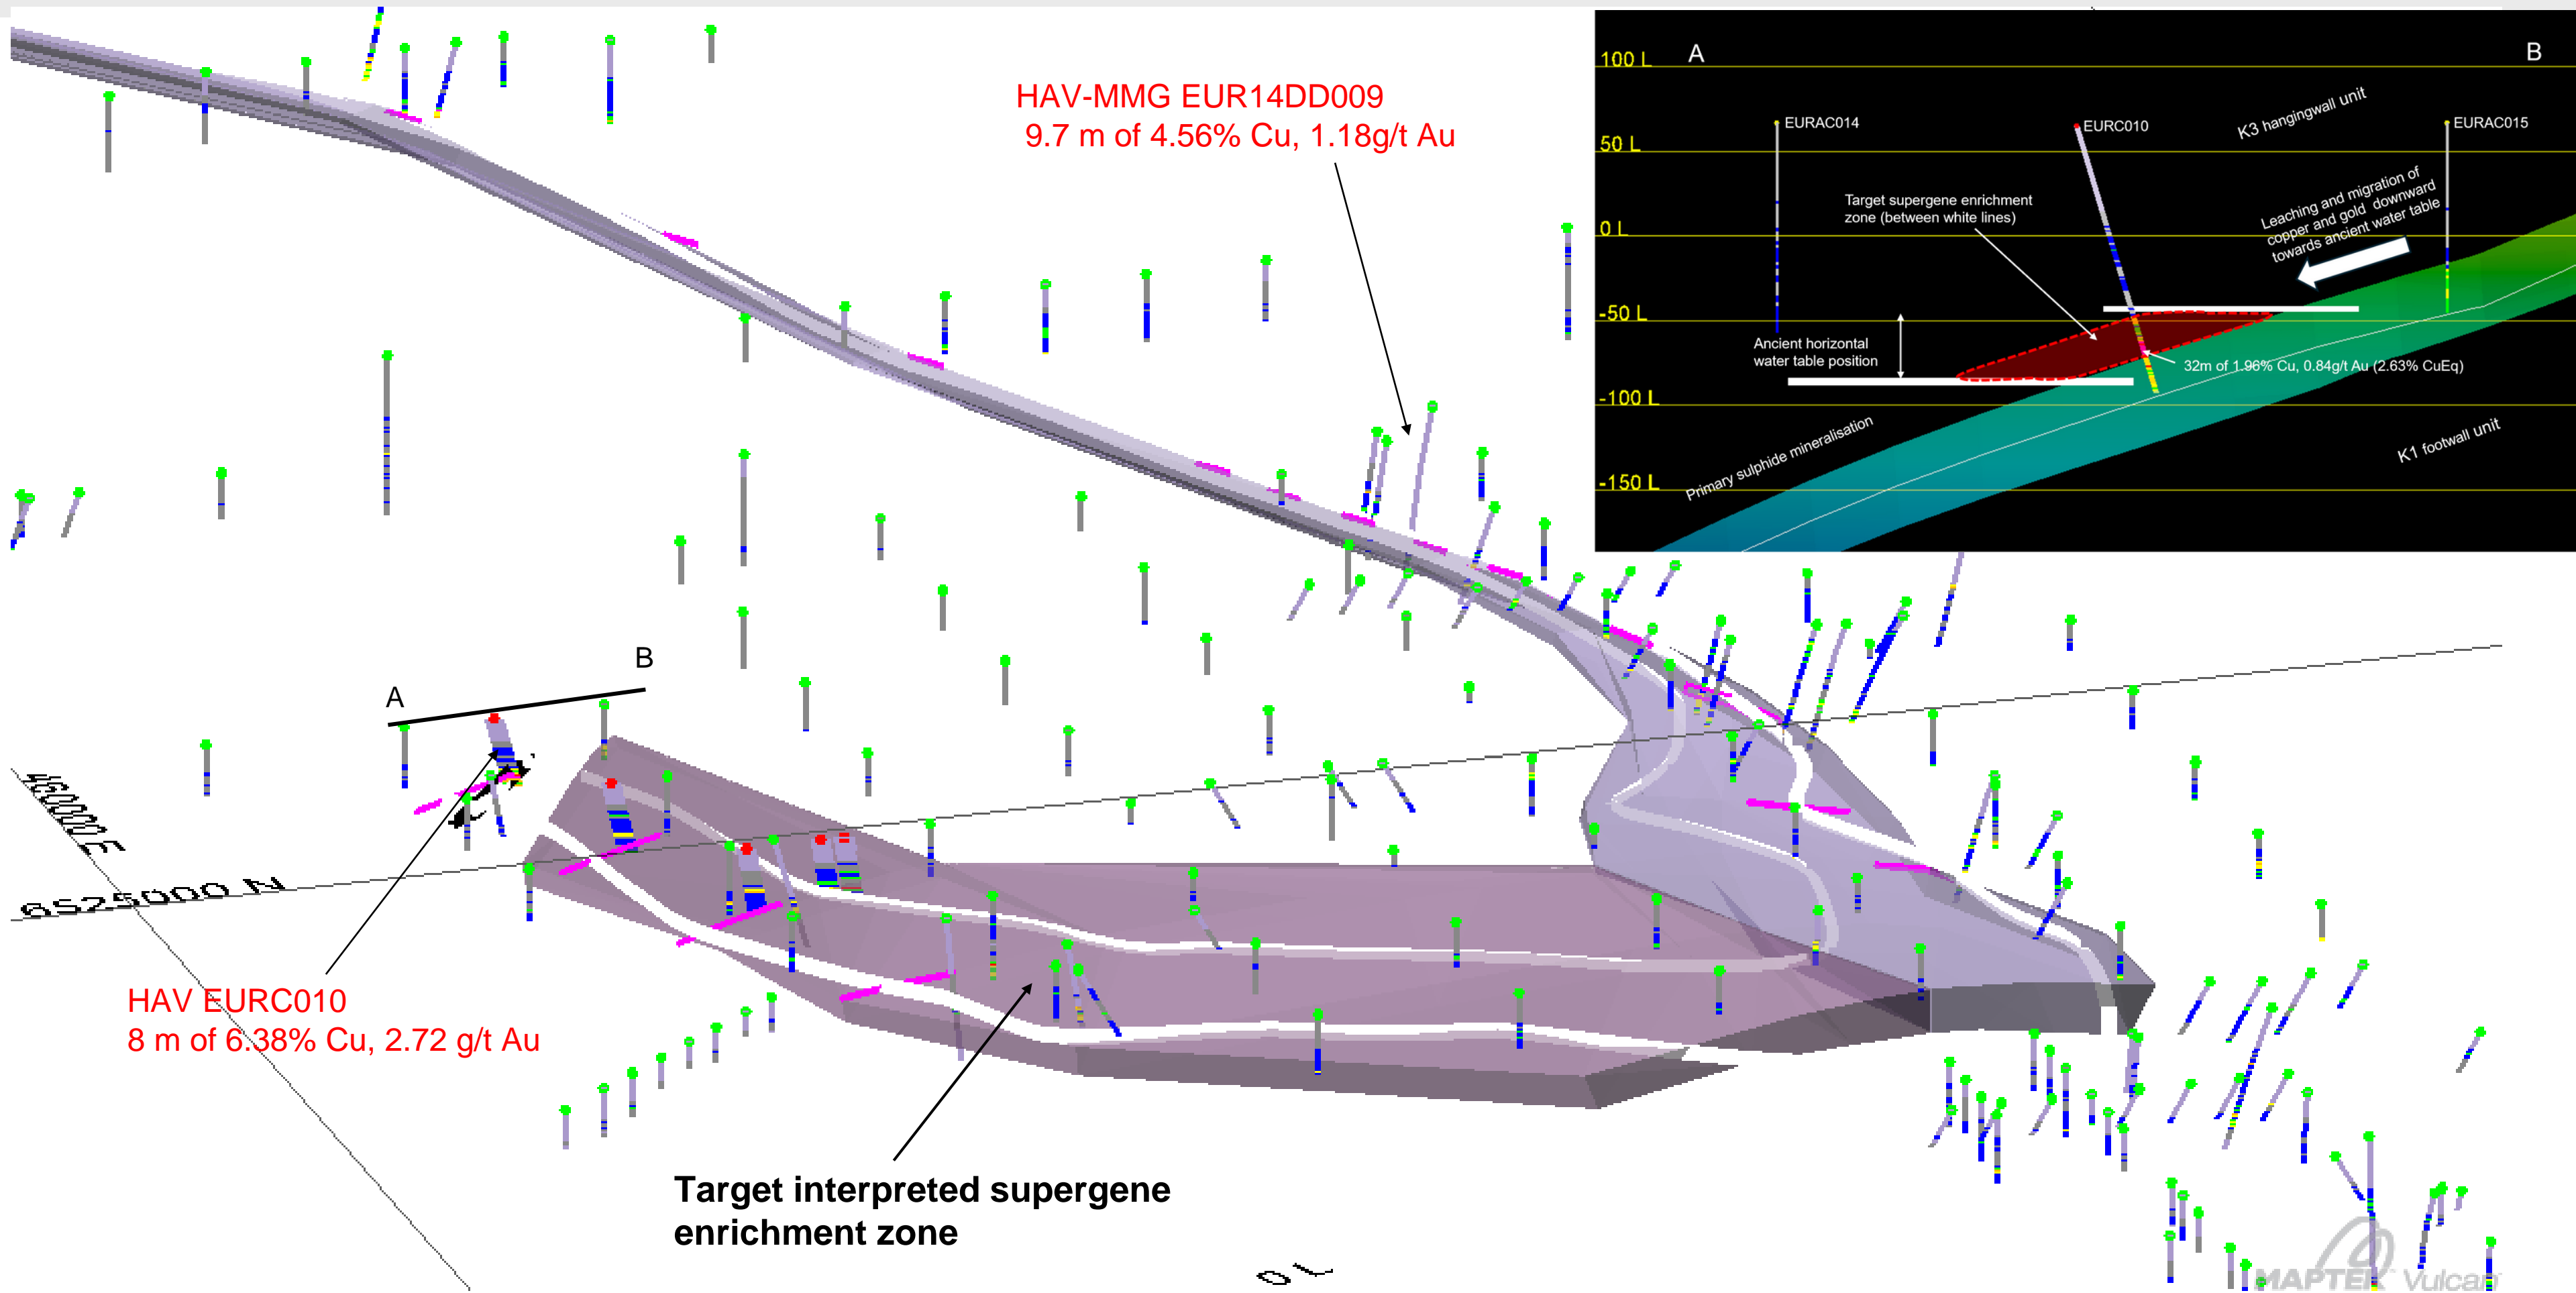 HAV-MMG EUR14DD009
9.7 m of 4.56% Cu, 1.18g/t Au
A
B
100 L
50 L
0 L
-50 L
-100 L
-150 L
EURAC014
EURC010
K3 hangingwall unit
EURAC015
Target supergene enrichment
zone (between white lines)
Leaching and migration of
copper and gold downward
towards ancient water table
Ancient horizontal
water table position
32m of 1.96% Cu, 0.84g/t Au (2.63% CuEq)
Primary sulphide mineralisation
K1 footwall unit
A
B
460000 E
6525000 N
HAV EURC010
8 m of 6.38% Cu, 2.72 g/t Au
Target interpreted supergene
enrichment zone
0 L
MAPTEK Vulcan